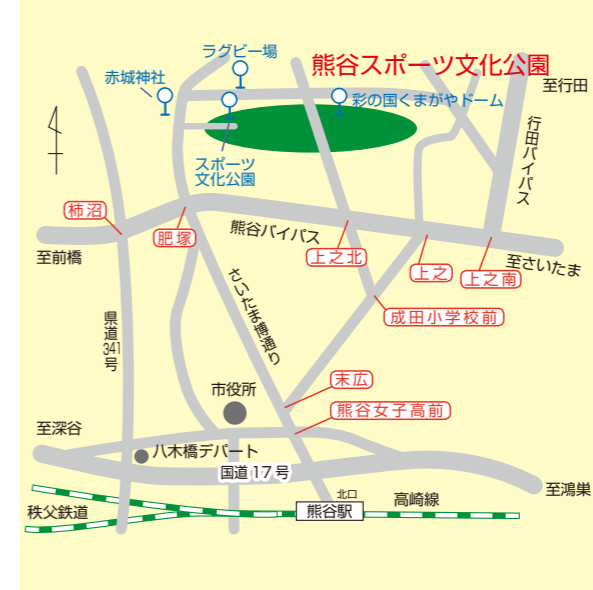 ラグビー場
熊谷スポーツ文化公園
赤城神社
至行田
彩の国くまがやドーム
行田バイパス
スポーツ
文化公園
柿沼
肥塚
熊谷バイパス
上之北
上之
上之南
至さいたま
至前橋
さいたま博通り
県道341号
成田小学校前
末広
市役所
熊谷女子高前
至深谷
八木橋デパート
国道17号
至鴻巣
北口
高崎線
秩父鉄道
熊谷駅